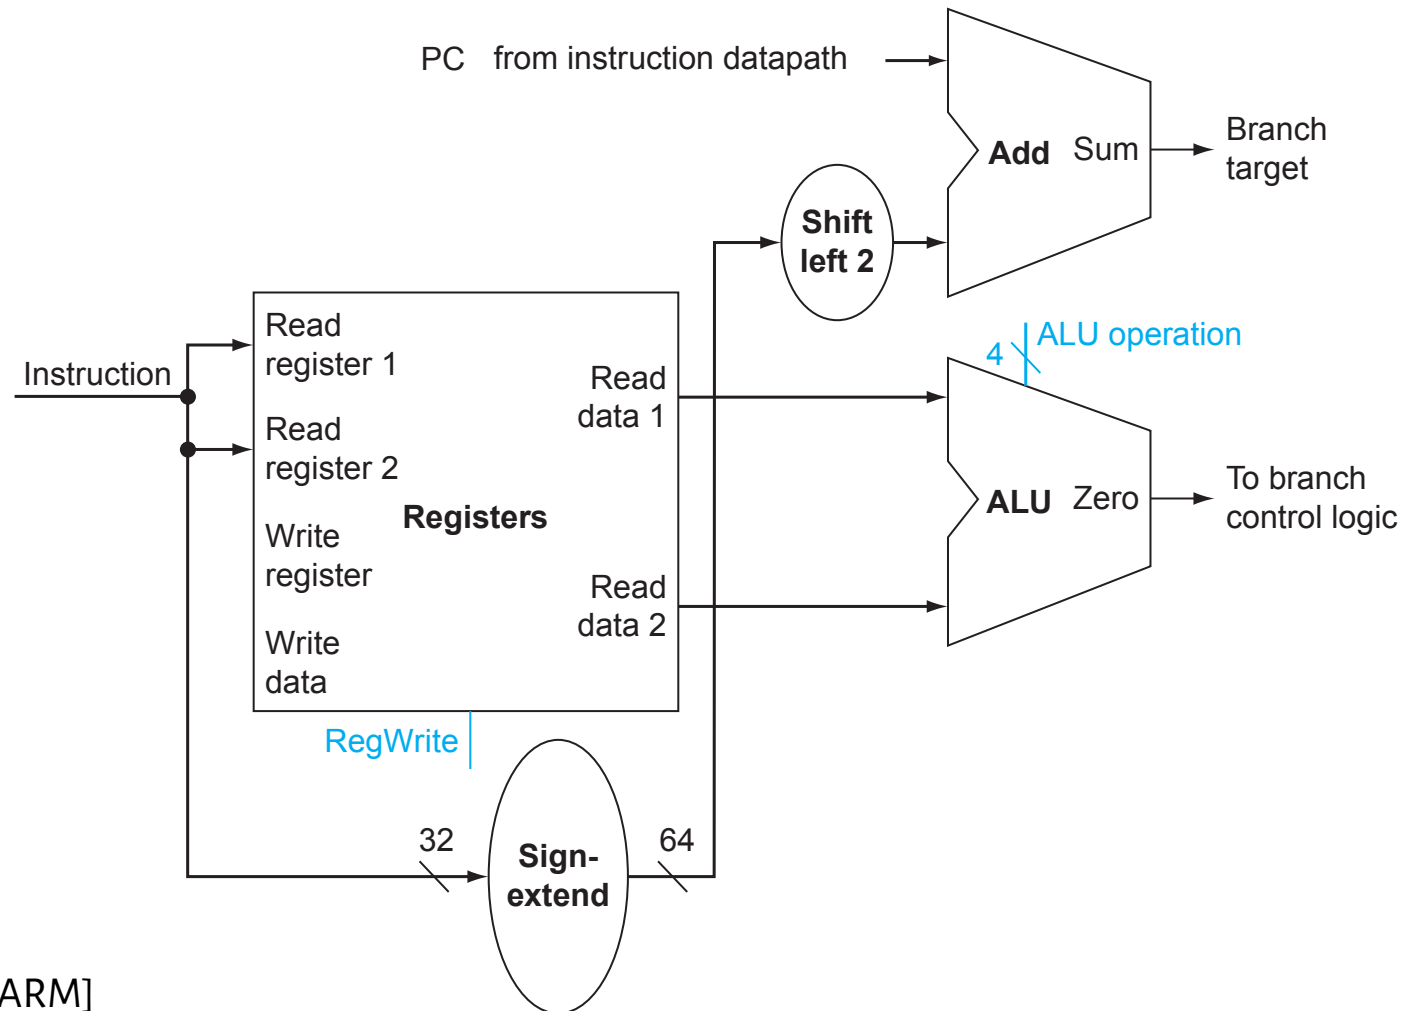 PC from instruction datapath
Add Sum
Branch
target
Shift
left 2
ALU operation
4
Instruction
Read
register 1
Read
data 1
Read
register 2
Registers
Write
register
Read
data 2
Write
data
ALU Zero
To branch
control logic
RegWrite
32
Sign-
extend
64
ARM]